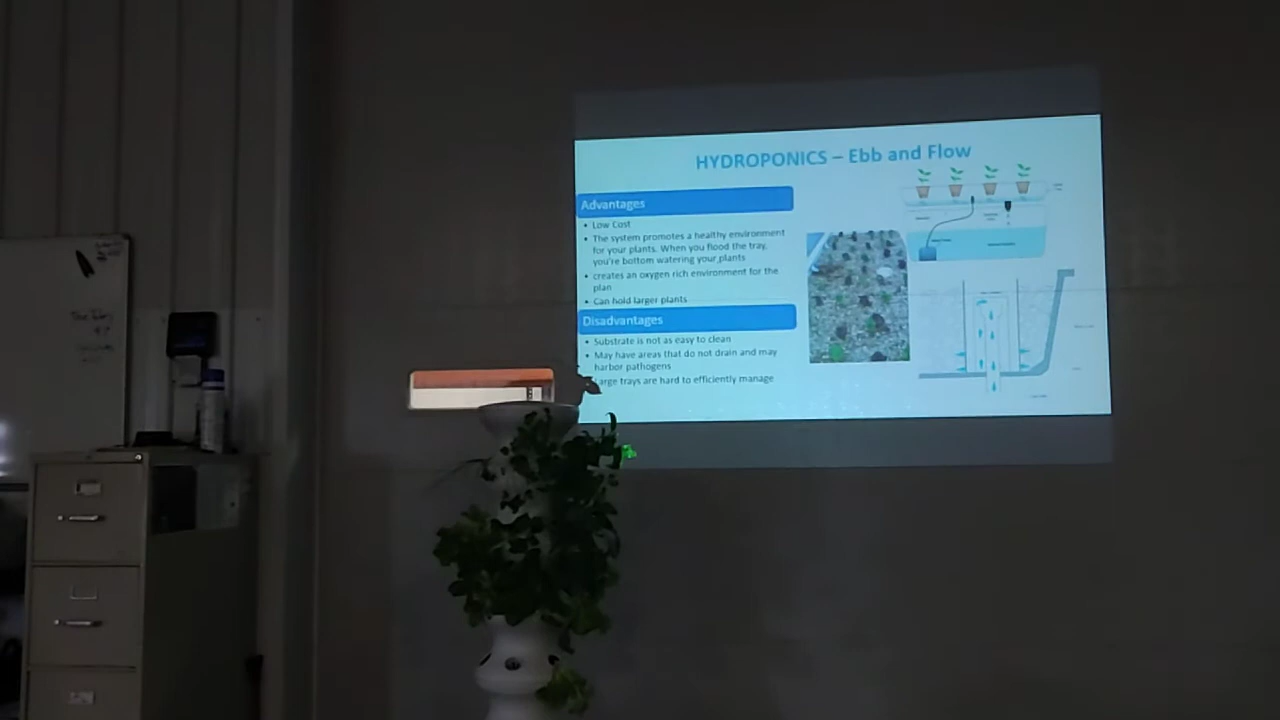 HYDROPONICS – Ebb and Flow
Advantages
• Low Cost
• The system promotes a healthy environment
for your plants. When you flood the tray,
you're bottom watering your plants
• creates an oxygen rich environment for the
plan
• Can hold larger plants
Disadvantages
• Substrate is not as easy to clean
• May have areas that do not drain and may
harbor pathogens
Large trays are hard to efficiently manage